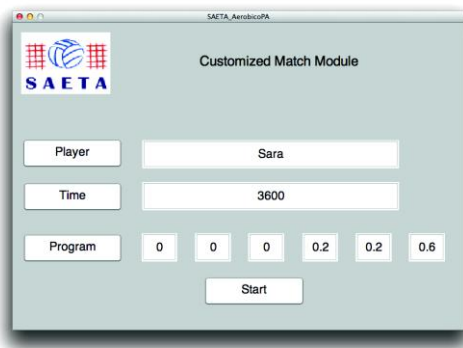 SAETA_AerobicoPA
SAETA
Customized Match Module
Player Sara
Time 3600
Program 0 0 0 0.2 0.2 0.6
Start